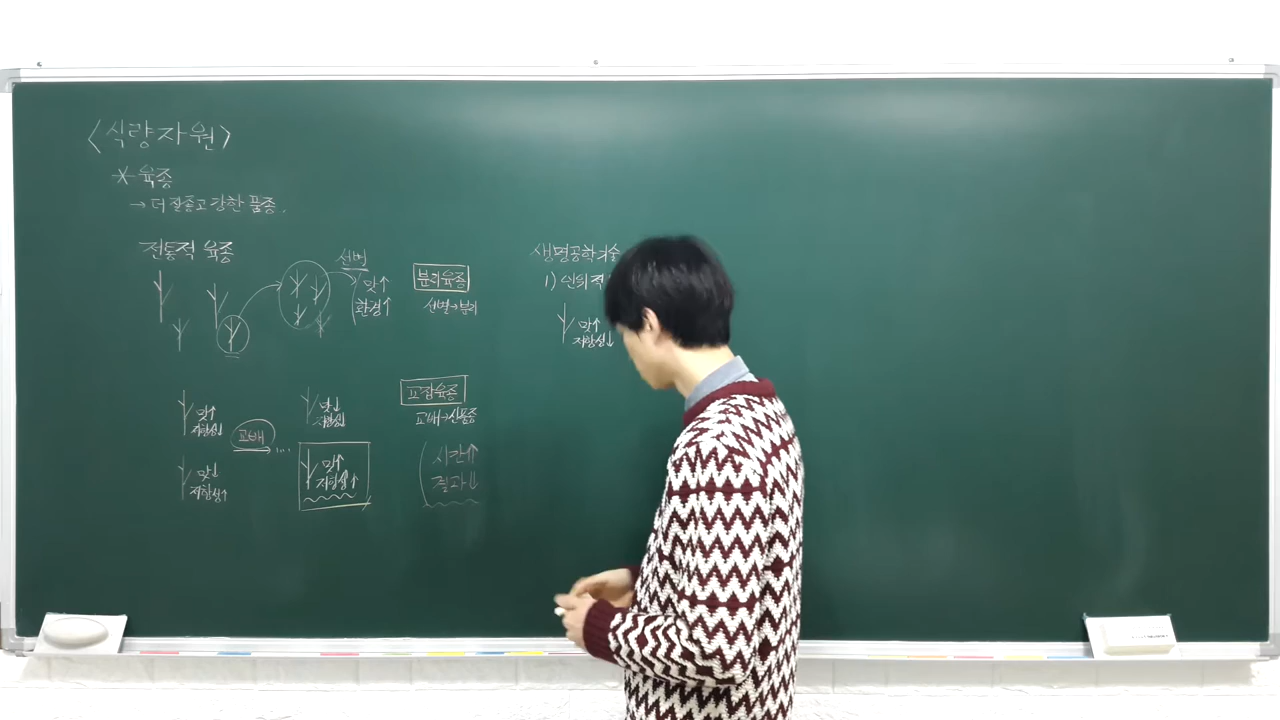 <식량자원>
* 육종
→ 더 질좋고 강한 품종.
전통적 육종
선별
맛↑
환경↑
분리육종
선별→분리
맛↑
저항성↓
맛↓
저항성↑
교배
...
맛↓
저항성↓
맛↑
저항성↑
교잡육종
교배→신품종
시간↑
결과↓
생명공학기술
1)
맛↑
저항성↓